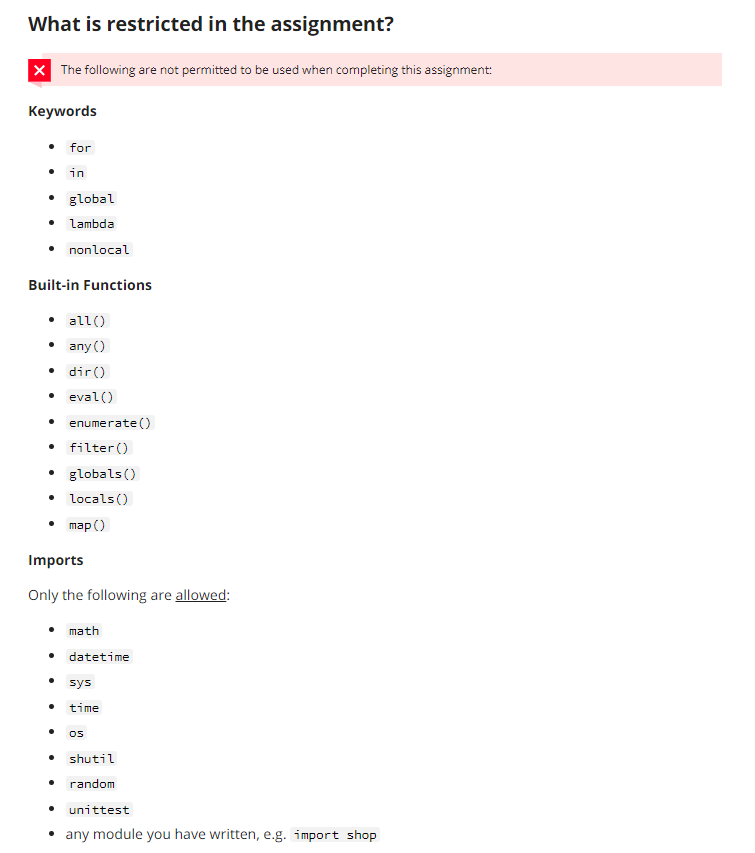 What is restricted in the assignment?
The following are not permitted to be used when completing this assignment:
Keywords
for
in
global
lambda
nonlocal
Built-in Functions
all()
any()
dir()
eval()
enumerate()
filter()
globals()
locals()
map()
Imports
Only the following are allowed:
math
datetime
sys
time
os
shutil
random
unittest
any module you have written, e.g. import shop